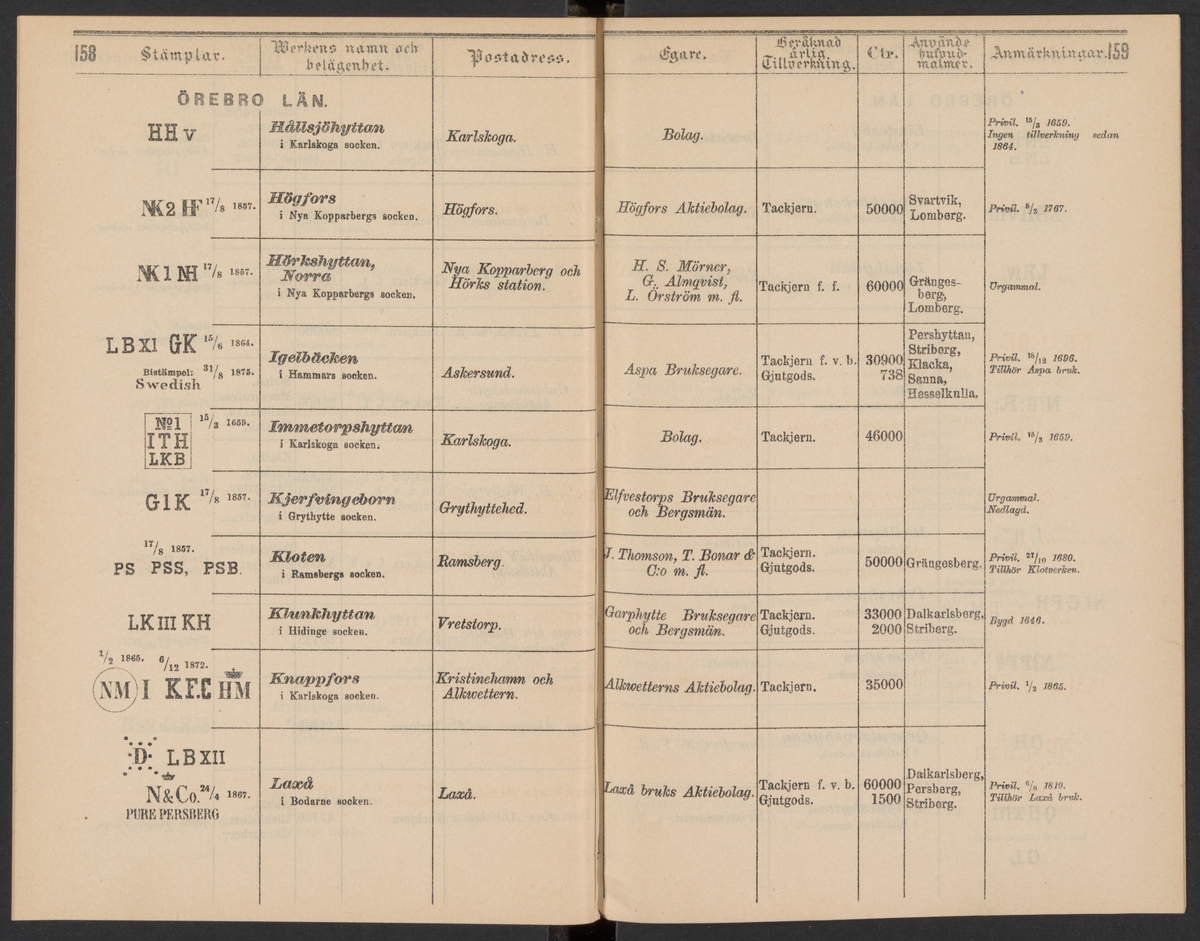 158
Stämplar.
Werkens namn och
belägenhet.
Postadress.
Egare.
Beräknad
årlig
Tillverkning.
Ctr.
Använde
hufvud-
malmer.
Anmärkningar.
159
ÖREBRO LÄN.
HH V
Hållsjöhyttan
i Karlskoga socken.
Karlskoga.
Bolag.
Privil. 15/3 1659.
Ingen tillverkning sedan
1864.
NK2 HF 17/8 1857.
Högfors
i Nya Kopparbergs socken.
Högfors.
Högfors Aktiebolag.
Tackjern.
50000
Svartvik,
Lomberg.
Privil. 5/3 1767.
NK 1 NH 17/8 1857.
Hörkshyttan,
Norra
i Nya Kopparbergs socken.
Nya Kopparberg och
Hörks station.
H. S. Mörner,
G. Almqvist,
L. Örström m. fl.
Tackjern f. f.
60000
Gränges-
berg,
Lomberg.
Urgammal.
LB XI GK 15/6 1864.
Bistämpel: 31/8 1875.
Swedish
Igelbäcken
i Hammars socken.
Askersund.
Aspa Bruksegare.
Tackjern f. v. b.
Gjutgods.
30900
738
Pershyttan,
Striberg,
Klacka,
Sanna,
Hesselkulla.
Privil. 16/12 1696.
Tillhör Aspa bruk.
No 1
ITH
LKB
15/3 1659.
Immetorpshyttan
i Karlskoga socken.
Karlskoga.
Bolag.
Tackjern.
46000
Privil. 15/3 1659.
G1K 17/8 1857.
Kjerfvingeborn
i Grythytte socken.
Grythyttehed.
Elfvestorps Bruksegare
och Bergsmän.
Urgammal.
Nedlagd.
17/8 1857.
PS PSS, PSB.
Kloten
i Ramsbergs socken.
Ramsberg.
J. Thomson, T. Bonar &
C:o m. fl.
Tackjern.
Gjutgods.
50000
Grängesberg.
Privil. 27/10 1680.
Tillhör Klotverken.
LK III KH
Klunkhyttan
i Hidinge socken.
Vretstorp.
Garphytte Bruksegare
och Bergsmän.
Tackjern.
Gjutgods.
33000
2000
Dalkarlsberg,
Striberg.
Bygd 1646.
1/2 1865. 6/12 1872.
NM I K.F.C HM
Knappfors
i Karlskoga socken.
Kristinehamn och
Alkwettern.
Alkwetterns Aktiebolag.
Tackjern.
35000
Privil. 1/2 1865.
D LB XII
N&Co. 24/4 1867.
PURE PERSBERG
Laxå
i Bodarne socken.
Laxå.
Laxå bruks Aktiebolag.
Tackjern f. v. b.
Gjutgods.
60000
1500
Dalkarlsberg,
Persberg,
Striberg.
Privil. 6/8 1819.
Tillhör Laxå bruk.